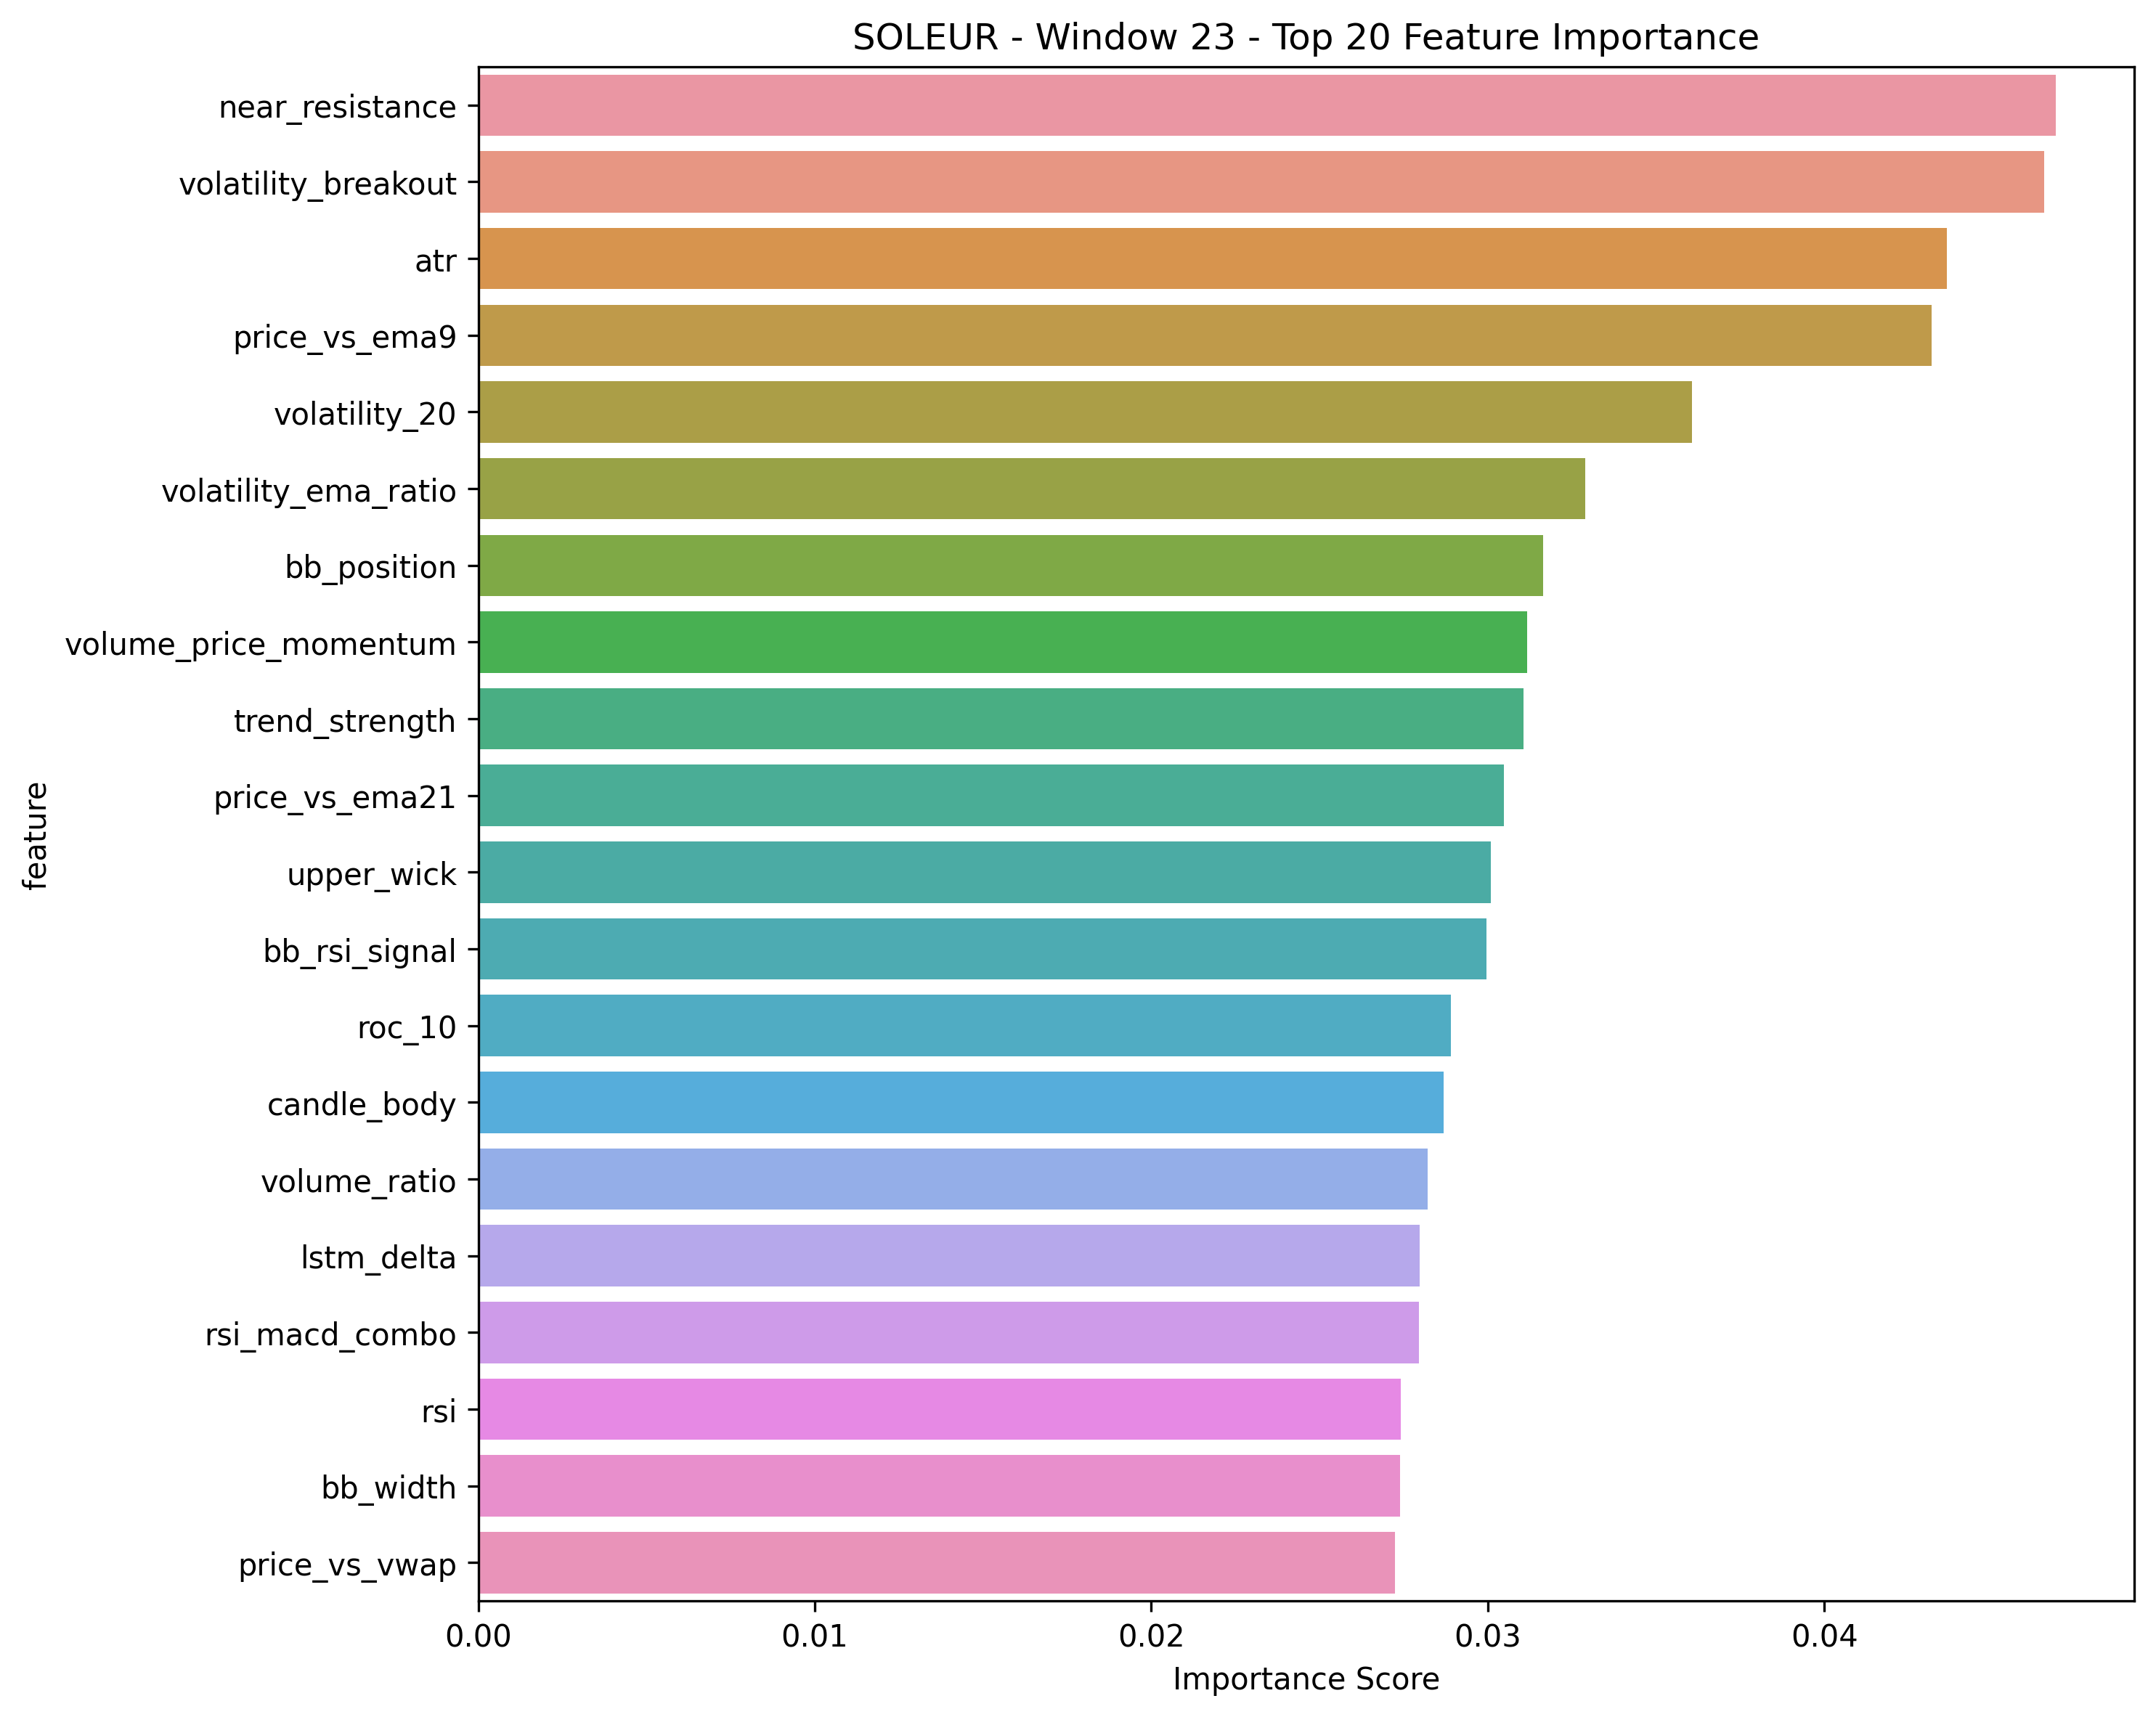 SOLEUR - Window 23 - Top 20 Feature Importance
near_resistance
volatility_breakout
atr
price_vs_ema9
volatility_20
volatility_ema_ratio
bb_position
volume_price_momentum
trend_strength
price_vs_ema21
upper_wick
bb_rsi_signal
roc_10
candle_body
volume_ratio
lstm_delta
rsi_macd_combo
rsi
bb_width
price_vs_vwap
feature
0.00 0.01 0.02 0.03 0.04
Importance Score